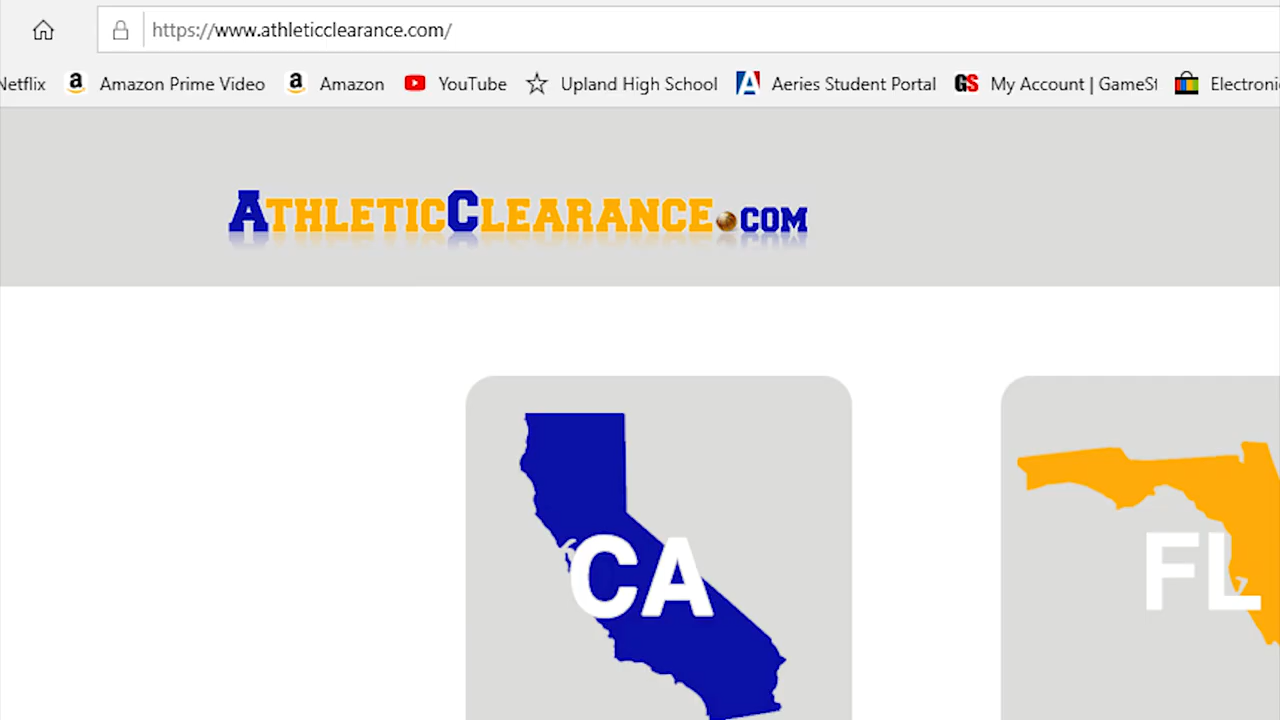 https://www.athleticclearance.com/
Netflix Amazon Prime Video Amazon YouTube Upland High School Aeries Student Portal GS My Account | GameSt Electroni
ATHLETICCLEARANCE.COM
CA FL